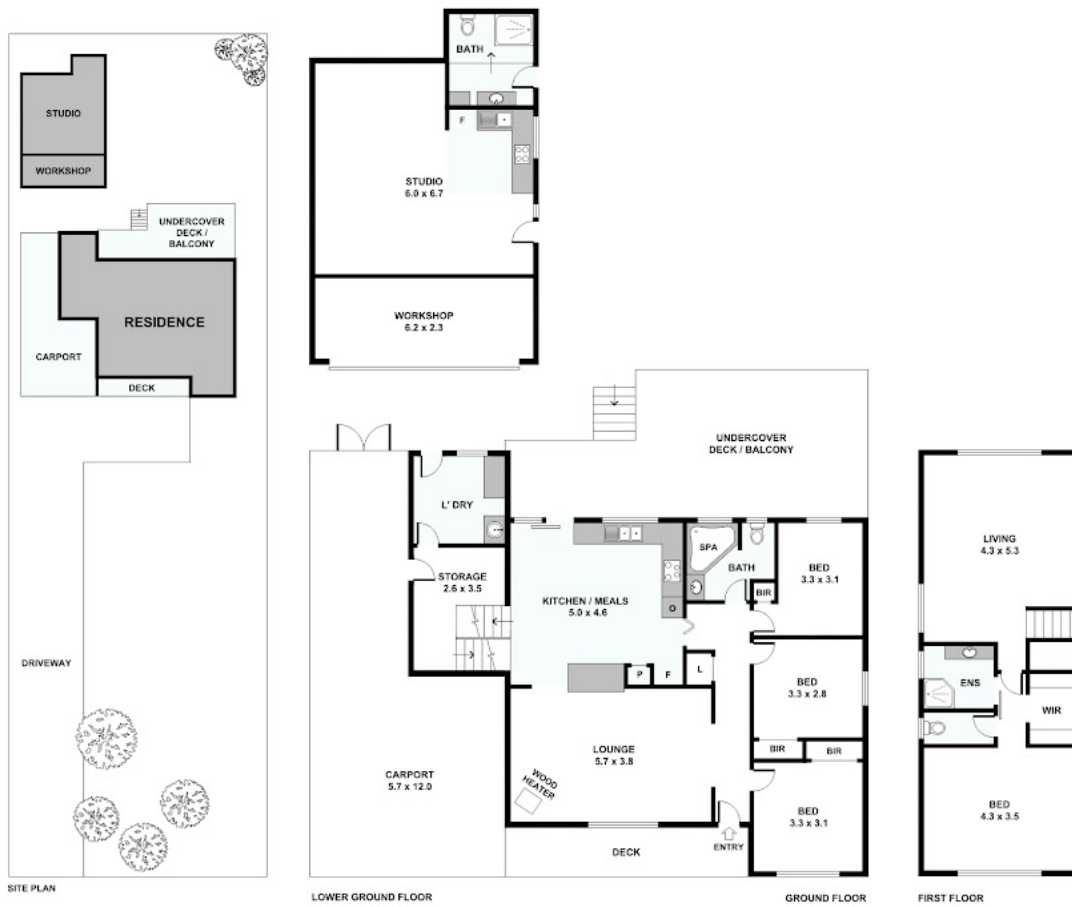 STUDIO
WORKSHOP
UNDERCOVER
DECK /
BALCONY
RESIDENCE
CARPORT
DECK
DRIVEWAY
SITE PLAN
BATH
F
STUDIO
6.0 x 6.7
WORKSHOP
6.2 x 2.3
UNDERCOVER
DECK / BALCONY
L' DRY
STORAGE
2.6 x 3.5
KITCHEN / MEALS
5.0 x 4.6
SPA
BATH
BIR
BED
3.3 x 3.1
O
P
F
L
BED
3.3 x 2.8
BIR
BIR
LOUNGE
5.7 x 3.8
WOOD
HEATER
CARPORT
5.7 x 12.0
BED
3.3 x 3.1
ENTRY
DECK
LOWER GROUND FLOOR
GROUND FLOOR
LIVING
4.3 x 5.3
ENS
WIR
BED
4.3 x 3.5
FIRST FLOOR